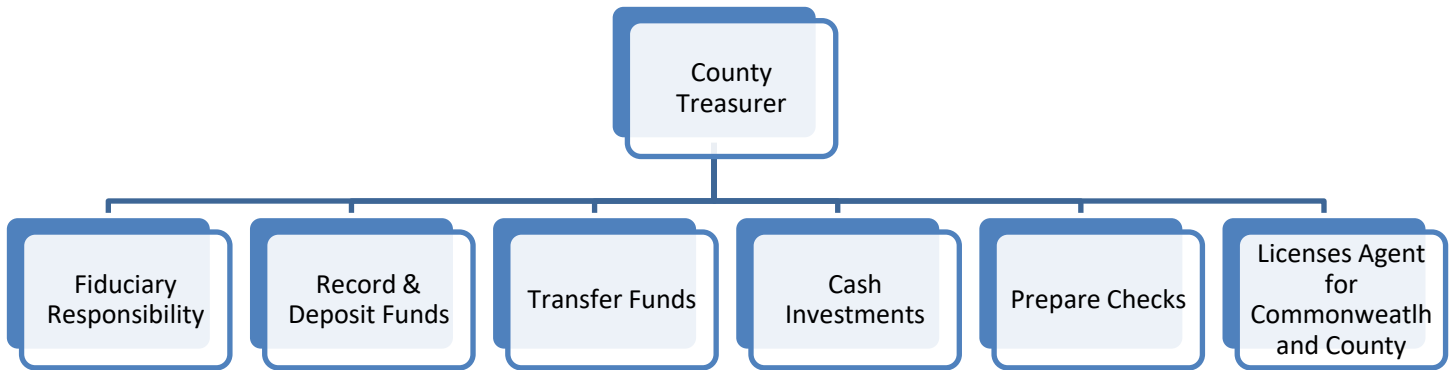 County
Treasurer
Fiduciary
Responsibility
Record &
Deposit Funds
Transfer Funds
Cash
Investments
Prepare Checks
Licenses Agent
for
Commonweatlh
and County